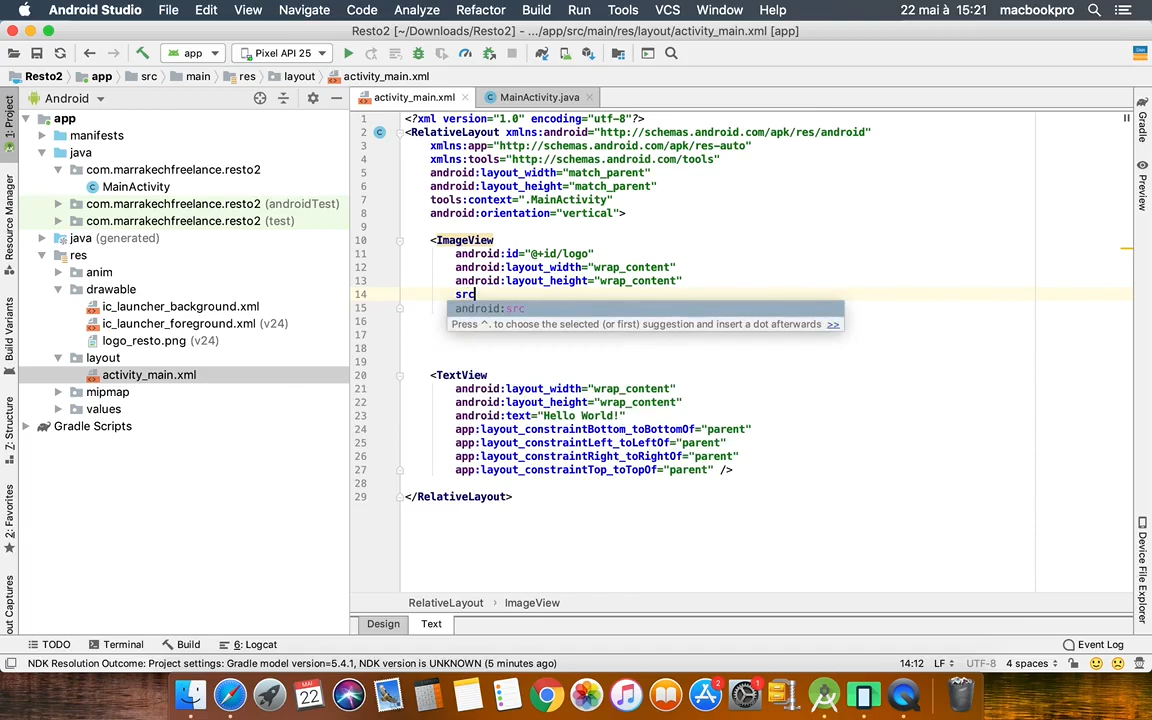 Android Studio File Edit View Navigate Code Analyze Refactor Build Run Tools VCS Window Help 22 mai à 15:21 macbookpro
Resto2 [~/Downloads/Resto2] - .../app/src/main/res/layout/activity_main.xml [app]
app Pixel API 25
Resto2 app src main res layout activity_main.xml
Android
activity_main.xml MainActivity.java
1: Project
Resource Manager
Build Variants
Z: Structure
2: Favorites
out Captures
app
manifests
java
com.marrakechfreelance.resto2
MainActivity
com.marrakechfreelance.resto2 (androidTest)
com.marrakechfreelance.resto2 (test)
java (generated)
res
anim
drawable
ic_launcher_background.xml
ic_launcher_foreground.xml (v24)
logo_resto.png (v24)
layout
activity_main.xml
mipmap
values
Gradle Scripts
1 <?xml version="1.0" encoding="utf-8"?>
2 <RelativeLayout xmlns:android="http://schemas.android.com/apk/res/android"
3 xmlns:app="http://schemas.android.com/apk/res-auto"
4 xmlns:tools="http://schemas.android.com/tools"
5 android:layout_width="match_parent"
6 android:layout_height="match_parent"
7 tools:context=".MainActivity"
8 android:orientation="vertical">
9
10 <ImageView
11 android:id="@+id/logo"
12 android:layout_width="wrap_content"
13 android:layout_height="wrap_content"
14 src
15 android:src
16 Press ^. to choose the selected (or first) suggestion and insert a dot afterwards >>
17
18
19
20 <TextView
21 android:layout_width="wrap_content"
22 android:layout_height="wrap_content"
23 android:text="Hello World!"
24 app:layout_constraintBottom_toBottomOf="parent"
25 app:layout_constraintLeft_toLeftOf="parent"
26 app:layout_constraintRight_toRightOf="parent"
27 app:layout_constraintTop_toTopOf="parent" />
28
29 </RelativeLayout>
Gradle
Preview
Device File Explorer
RelativeLayout › ImageView
Design Text
TODO Terminal Build 6: Logcat Event Log
NDK Resolution Outcome: Project settings: Gradle model version=5.4.1, NDK version is UNKNOWN (5 minutes ago) 14:12 LF UTF-8 4 spaces
MAI
22
2
1